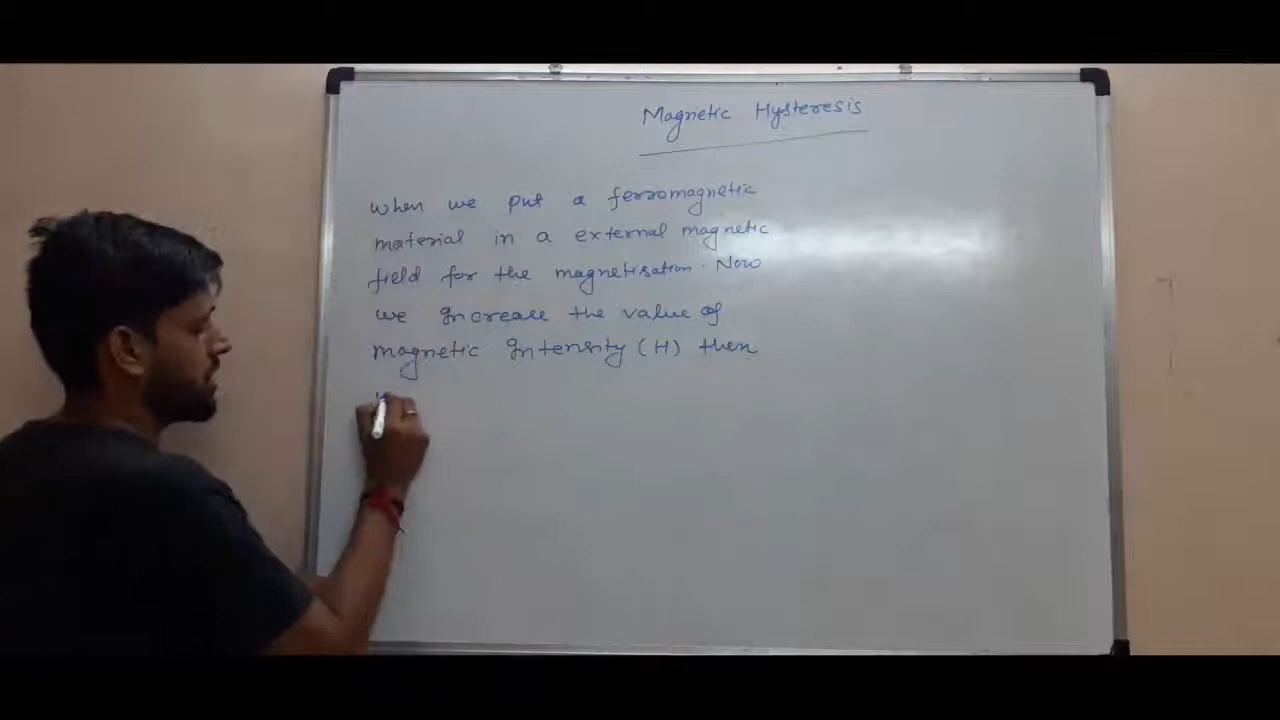 Magnetic Hysteresis
When we put a ferromagnetic
material in a external magnetic
field for the magnetisation. Now
we Increase the value of
magnetic Intensity (H) then